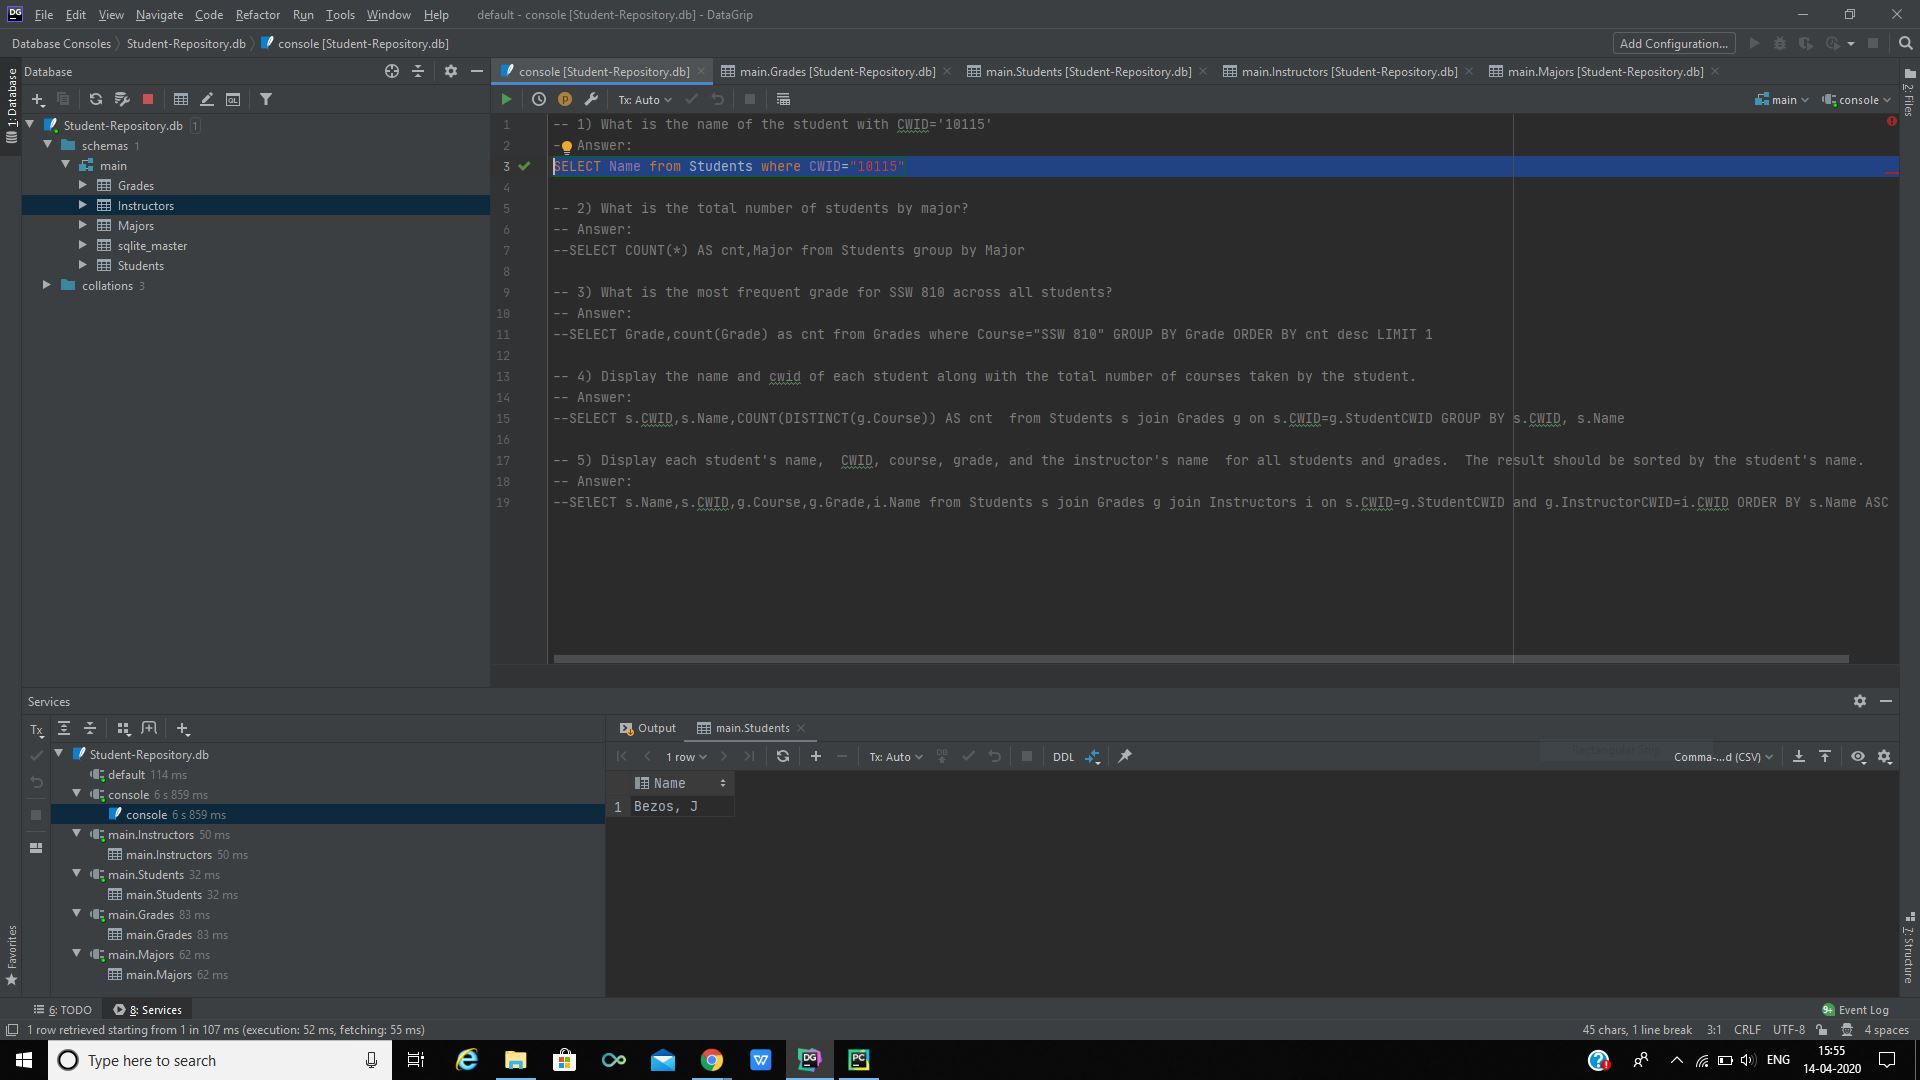 DG File Edit View Navigate Code Refactor Run Tools Window Help default - console [Student-Repository.db] - DataGrip
Database Consoles Student-Repository.db console [Student-Repository.db] Add Configuration...
1: Database
Database
Student-Repository.db 1
schemas 1
main
Grades
Instructors
Majors
sqlite_master
Students
collations 3
console [Student-Repository.db] main.Grades [Student-Repository.db] main.Students [Student-Repository.db] main.Instructors [Student-Repository.db] main.Majors [Student-Repository.db]
Tx: Auto main console
1 -- 1) What is the name of the student with CWID='10115'
2 - Answer:
3 SELECT Name from Students where CWID="10115"
4
5 -- 2) What is the total number of students by major?
6 -- Answer:
7 --SELECT COUNT(*) AS cnt,Major from Students group by Major
8
9 -- 3) What is the most frequent grade for SSW 810 across all students?
10 -- Answer:
11 --SELECT Grade,count(Grade) as cnt from Grades where Course="SSW 810" GROUP BY Grade ORDER BY cnt desc LIMIT 1
12
13 -- 4) Display the name and cwid of each student along with the total number of courses taken by the student.
14 -- Answer:
15 --SELECT s.CWID,s.Name,COUNT(DISTINCT(g.Course)) AS cnt  from Students s join Grades g on s.CWID=g.StudentCWID GROUP BY s.CWID, s.Name
16
17 -- 5) Display each student's name,  CWID, course, grade, and the instructor's name  for all students and grades.  The result should be sorted by the student's name.
18 -- Answer:
19 --SELECT s.Name,s.CWID,g.Course,g.Grade,i.Name from Students s join Grades g join Instructors i on s.CWID=g.StudentCWID and g.InstructorCWID=i.CWID ORDER BY s.Name ASC
2: Files
Services
Tx
Student-Repository.db
default 114 ms
console 6 s 859 ms
console 6 s 859 ms
main.Instructors 50 ms
main.Instructors 50 ms
main.Students 32 ms
main.Students 32 ms
main.Grades 83 ms
main.Grades 83 ms
main.Majors 62 ms
main.Majors 62 ms
Output main.Students
1 row Tx: Auto DB DDL Rectangular Snip Comma-...d (CSV)
Name
1 Bezos, J
Favorites
7: Structure
6: TODO 8: Services Event Log
1 row retrieved starting from 1 in 107 ms (execution: 52 ms, fetching: 55 ms) 45 chars, 1 line break 3:1 CRLF UTF-8 4 spaces
Type here to search W DG PC ENG 15:55
14-04-2020